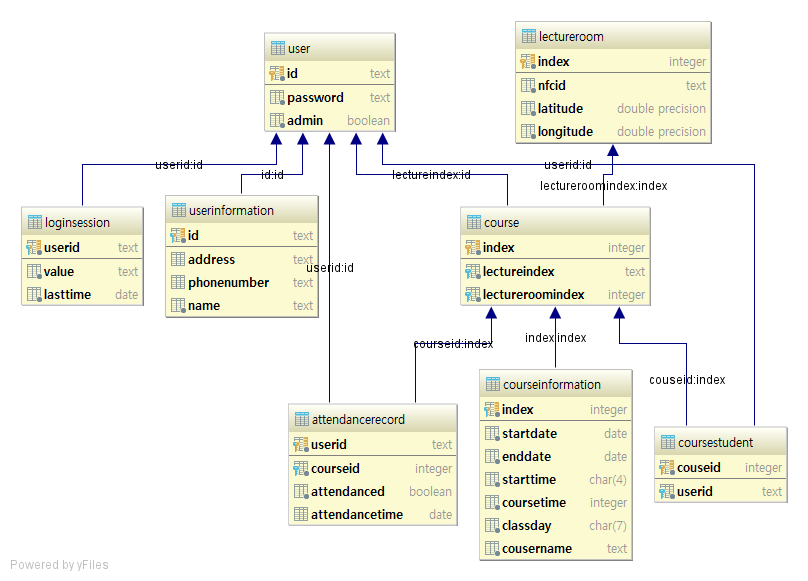 user
id text
password text
admin boolean
lectureroom
index integer
nfcid text
latitude double precision
longitude double precision
userid:id
id:id
lectureindex:id
userid:id
lectureroomindex:index
loginsession
userid text
value text
lasttime date
userinformation
id text
address text
phonenumber text
name text
userid:id
course
index integer
lectureindex text
lectureroomindex integer
courseid:index
index:index
couseid:index
attendancerecord
userid text
courseid integer
attendanced boolean
attendancetime date
courseinformation
index integer
startdate date
enddate date
starttime char(4)
coursetime integer
classday char(7)
cousername text
coursestudent
couseid integer
userid text
Powered by yFiles